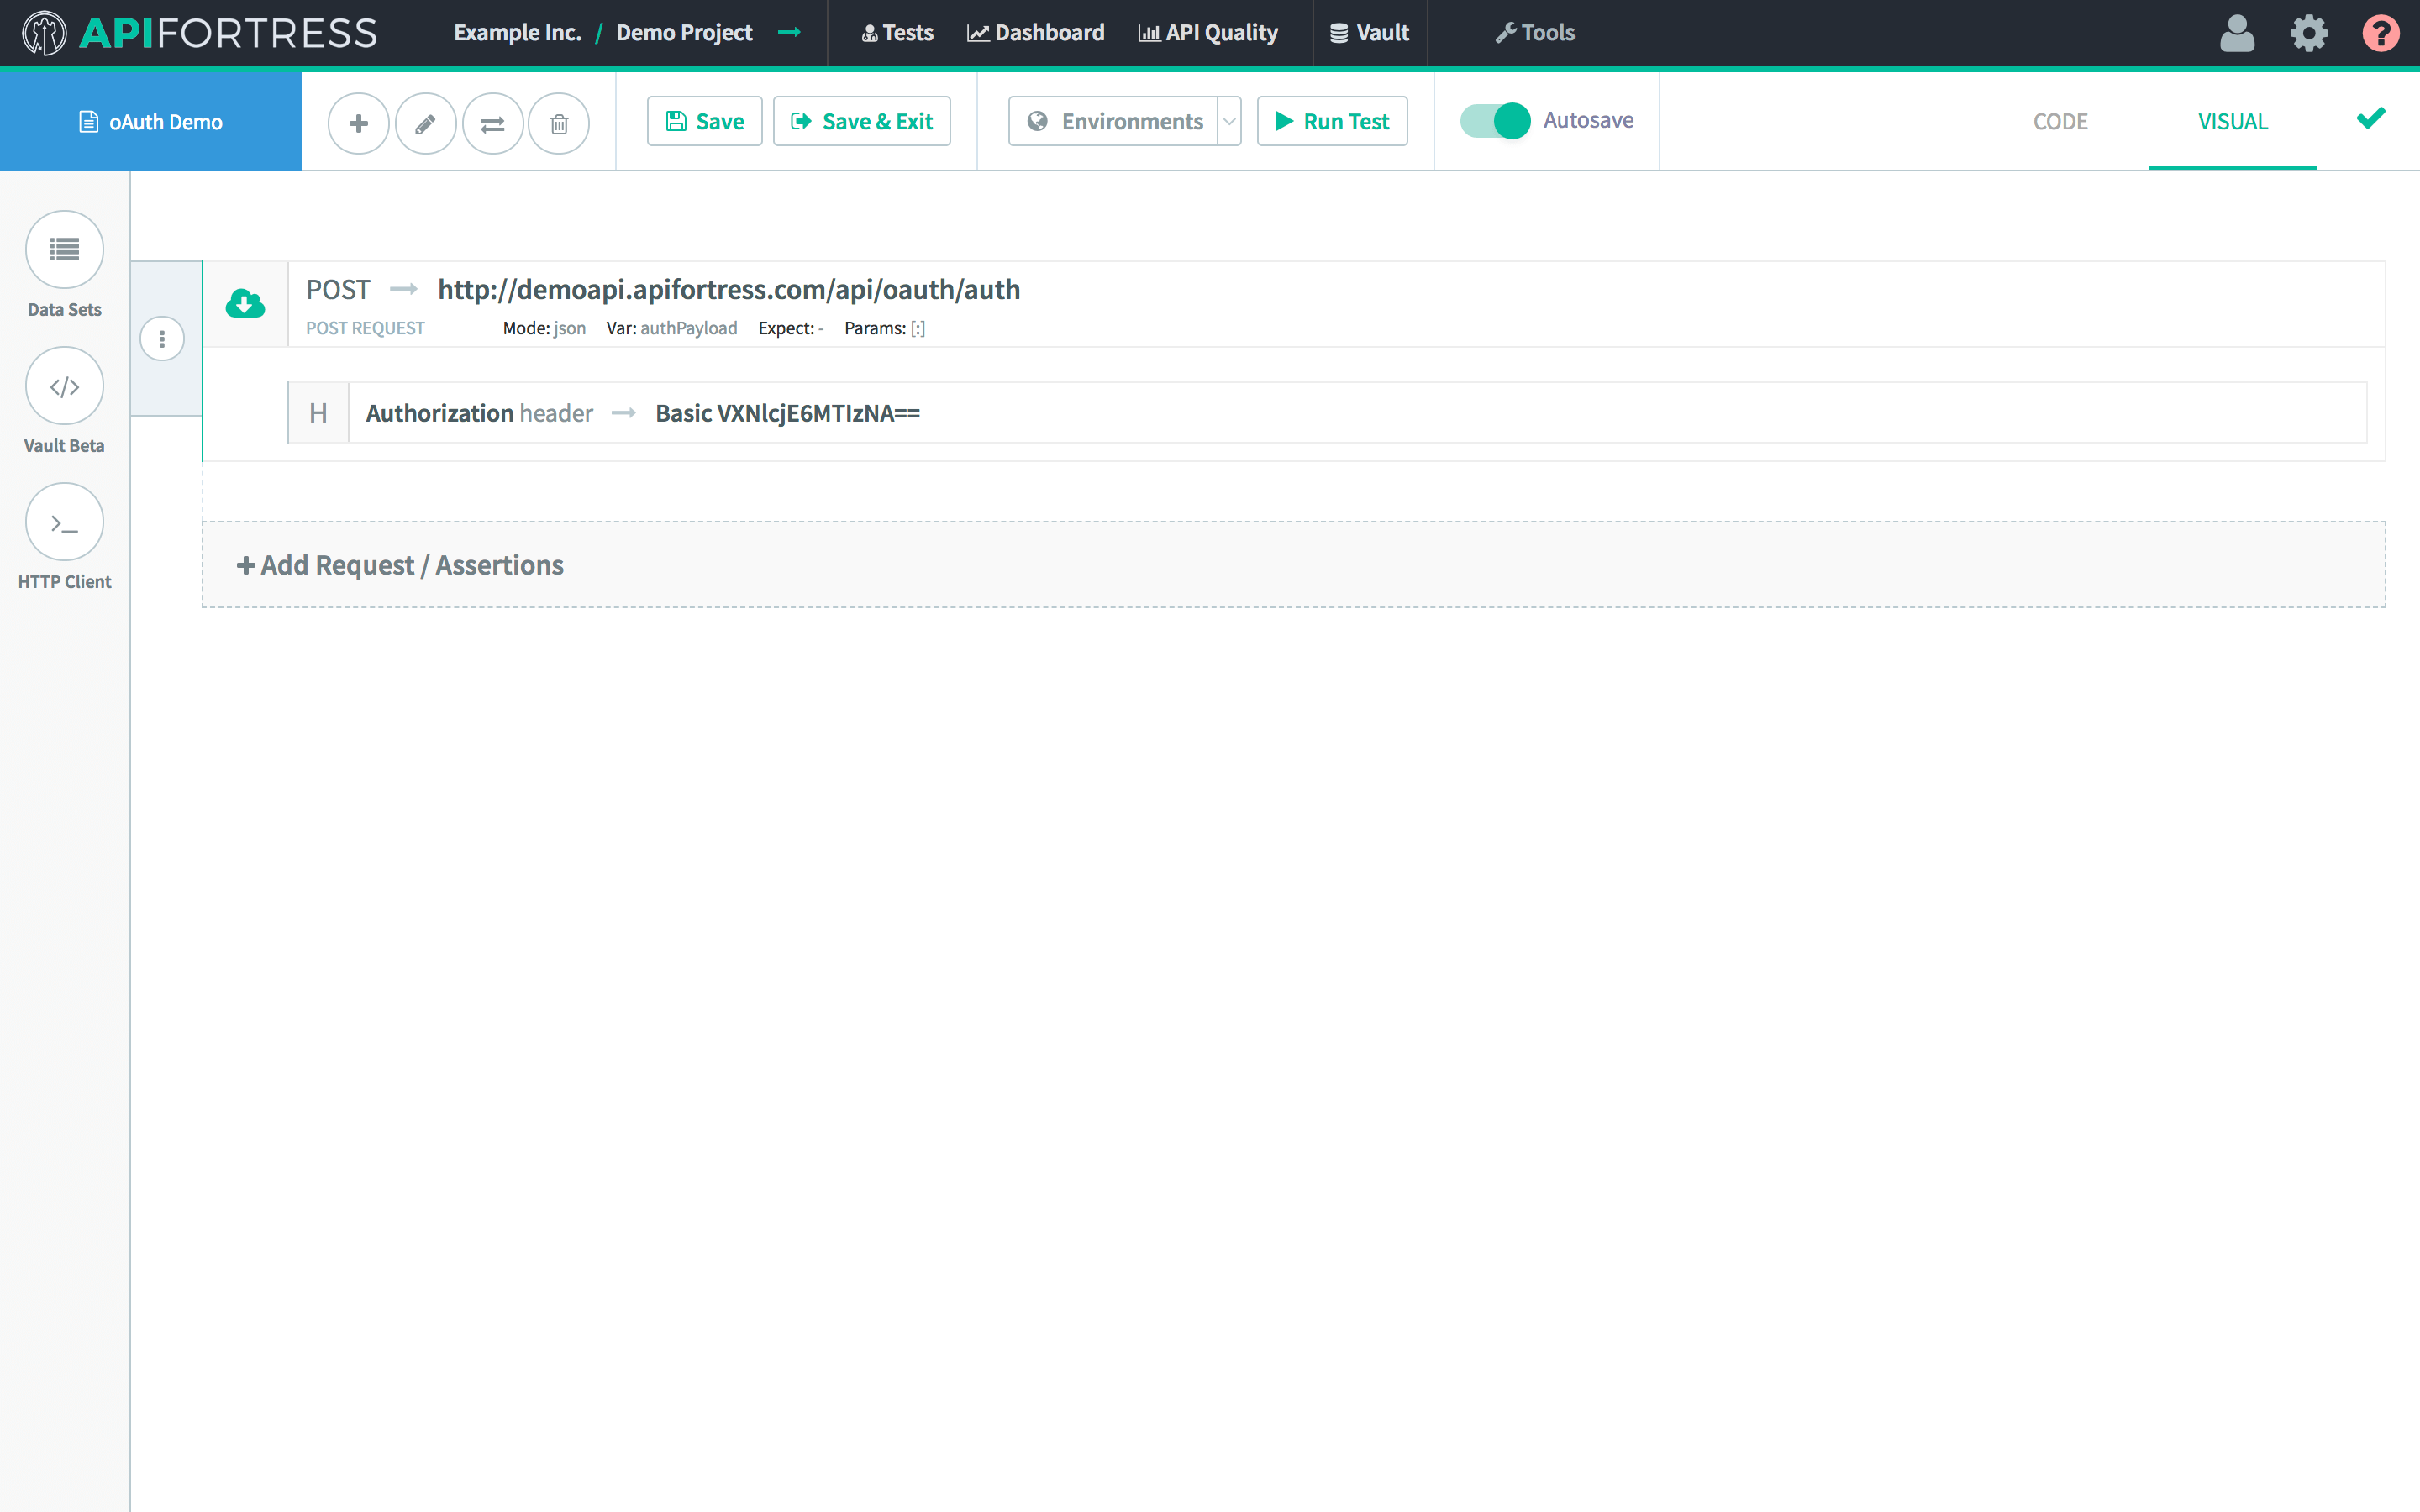 APIFORTRESS
Example Inc. / Demo Project
Tests
Dashboard
API Quality
Vault
Tools
?
oAuth Demo
Save
Save & Exit
Environments
Run Test
Autosave
CODE
VISUAL
Data Sets
Vault Beta
HTTP Client
POST http://demoapi.apifortress.com/api/oauth/auth
POST REQUEST Mode: json Var: authPayload Expect: - Params: [:]
H Authorization header Basic VXNlcjE6MTIzNA==
+ Add Request / Assertions